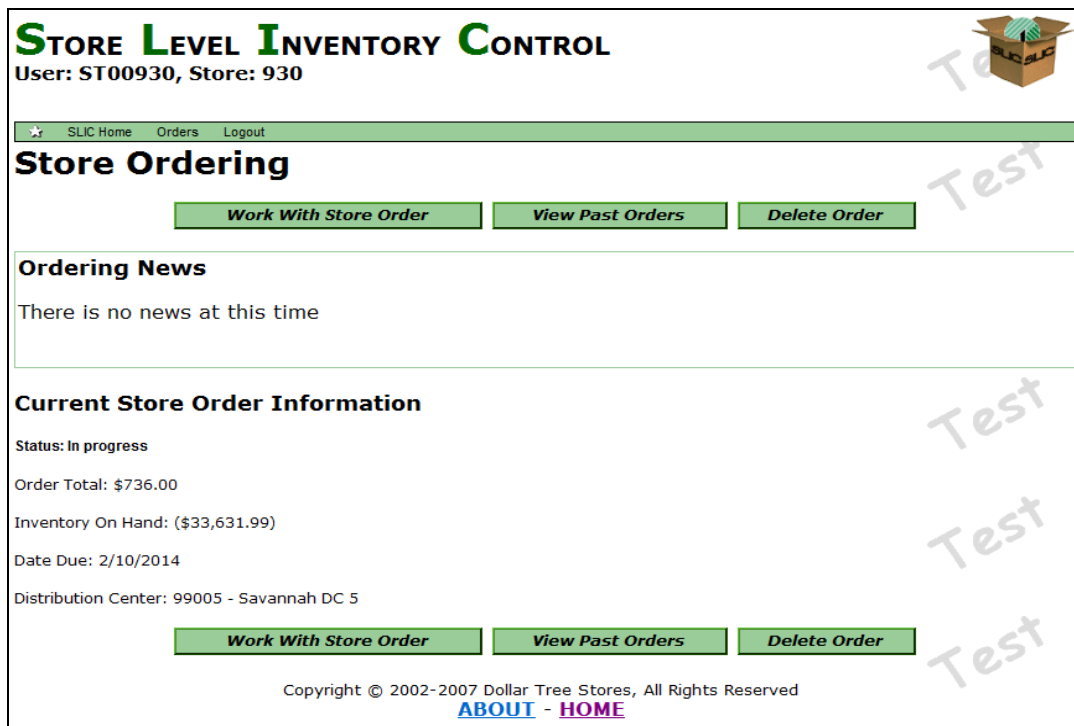 STORE LEVEL INVENTORY CONTROL
User: ST00930, Store: 930
Test
SLIC SLIC
SLIC Home Orders Logout
Store Ordering
Test
Work With Store Order View Past Orders Delete Order
Ordering News
There is no news at this time
Current Store Order Information
Test
Status: In progress
Order Total: $736.00
Inventory On Hand: ($33,631.99)
Test
Date Due: 2/10/2014
Distribution Center: 99005 - Savannah DC 5
Work With Store Order View Past Orders Delete Order
Test
Copyright © 2002-2007 Dollar Tree Stores, All Rights Reserved
ABOUT - HOME